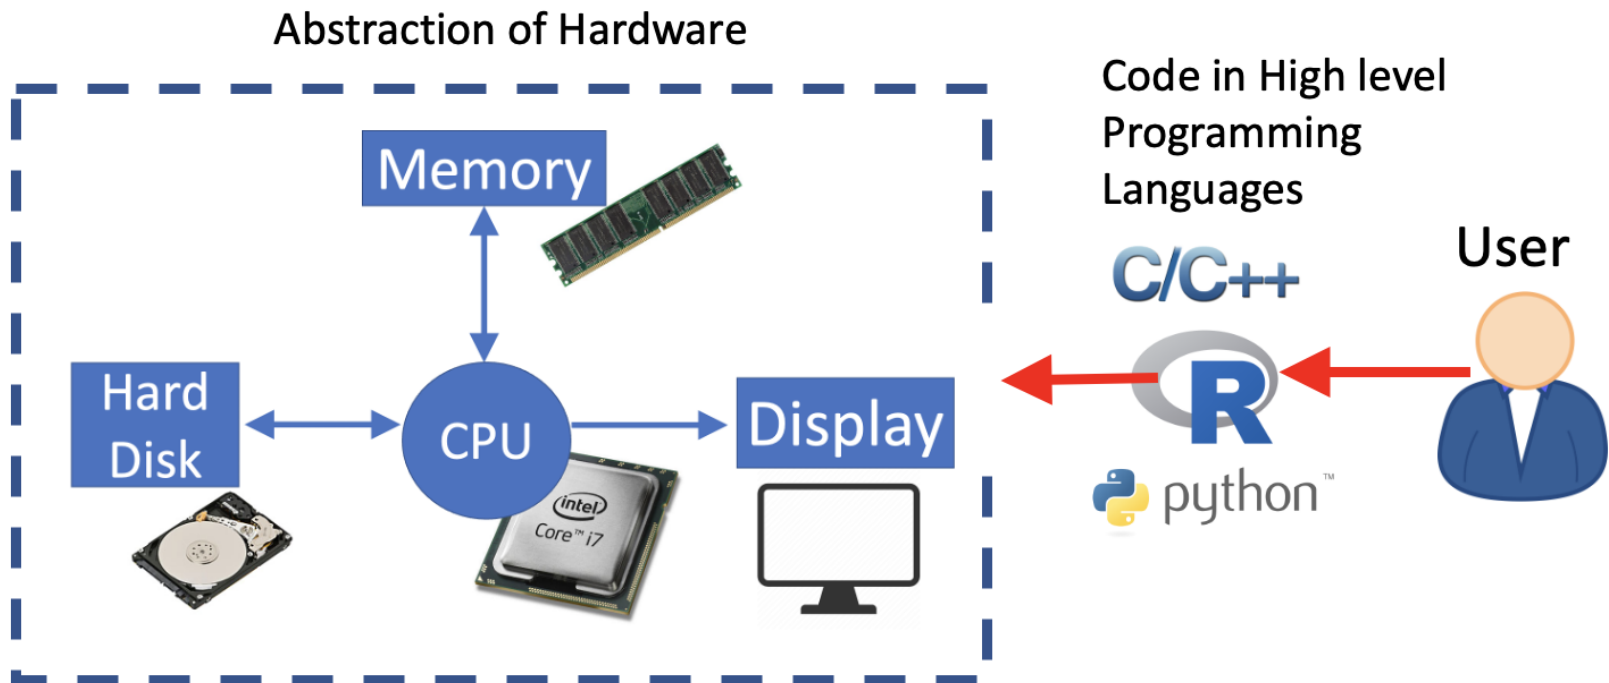 Abstraction of Hardware
Code in High level
Programming
Languages
Memory
User
C/C++
Hard
Disk
CPU
Display
R
python™
intel
Core™ i7